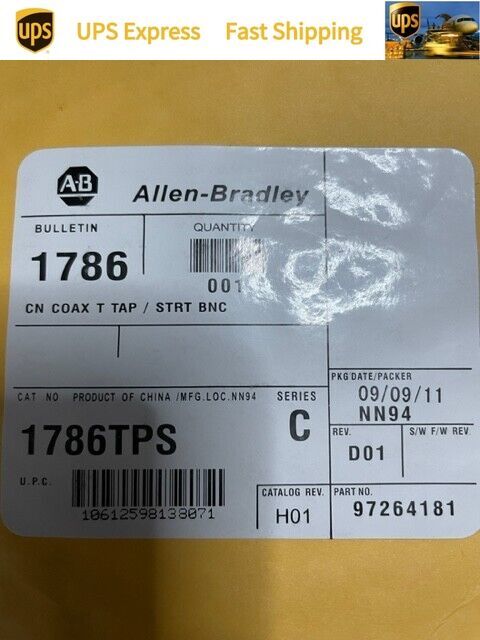 ups UPS Express Fast Shipping ups
A-B Allen-Bradley
BULLETIN QUANTITY
1786
001
CN COAX T TAP / STRT BNC
PKG DATE/PACKER
09/09/11
NN94
CAT NO PRODUCT OF CHINA /MFG.LOC.NN94 SERIES
1786TPS C
REV. S/W F/W REV.
D01
U.P.C.
10612598138071
CATALOG REV. PART NO.
H01 97264181